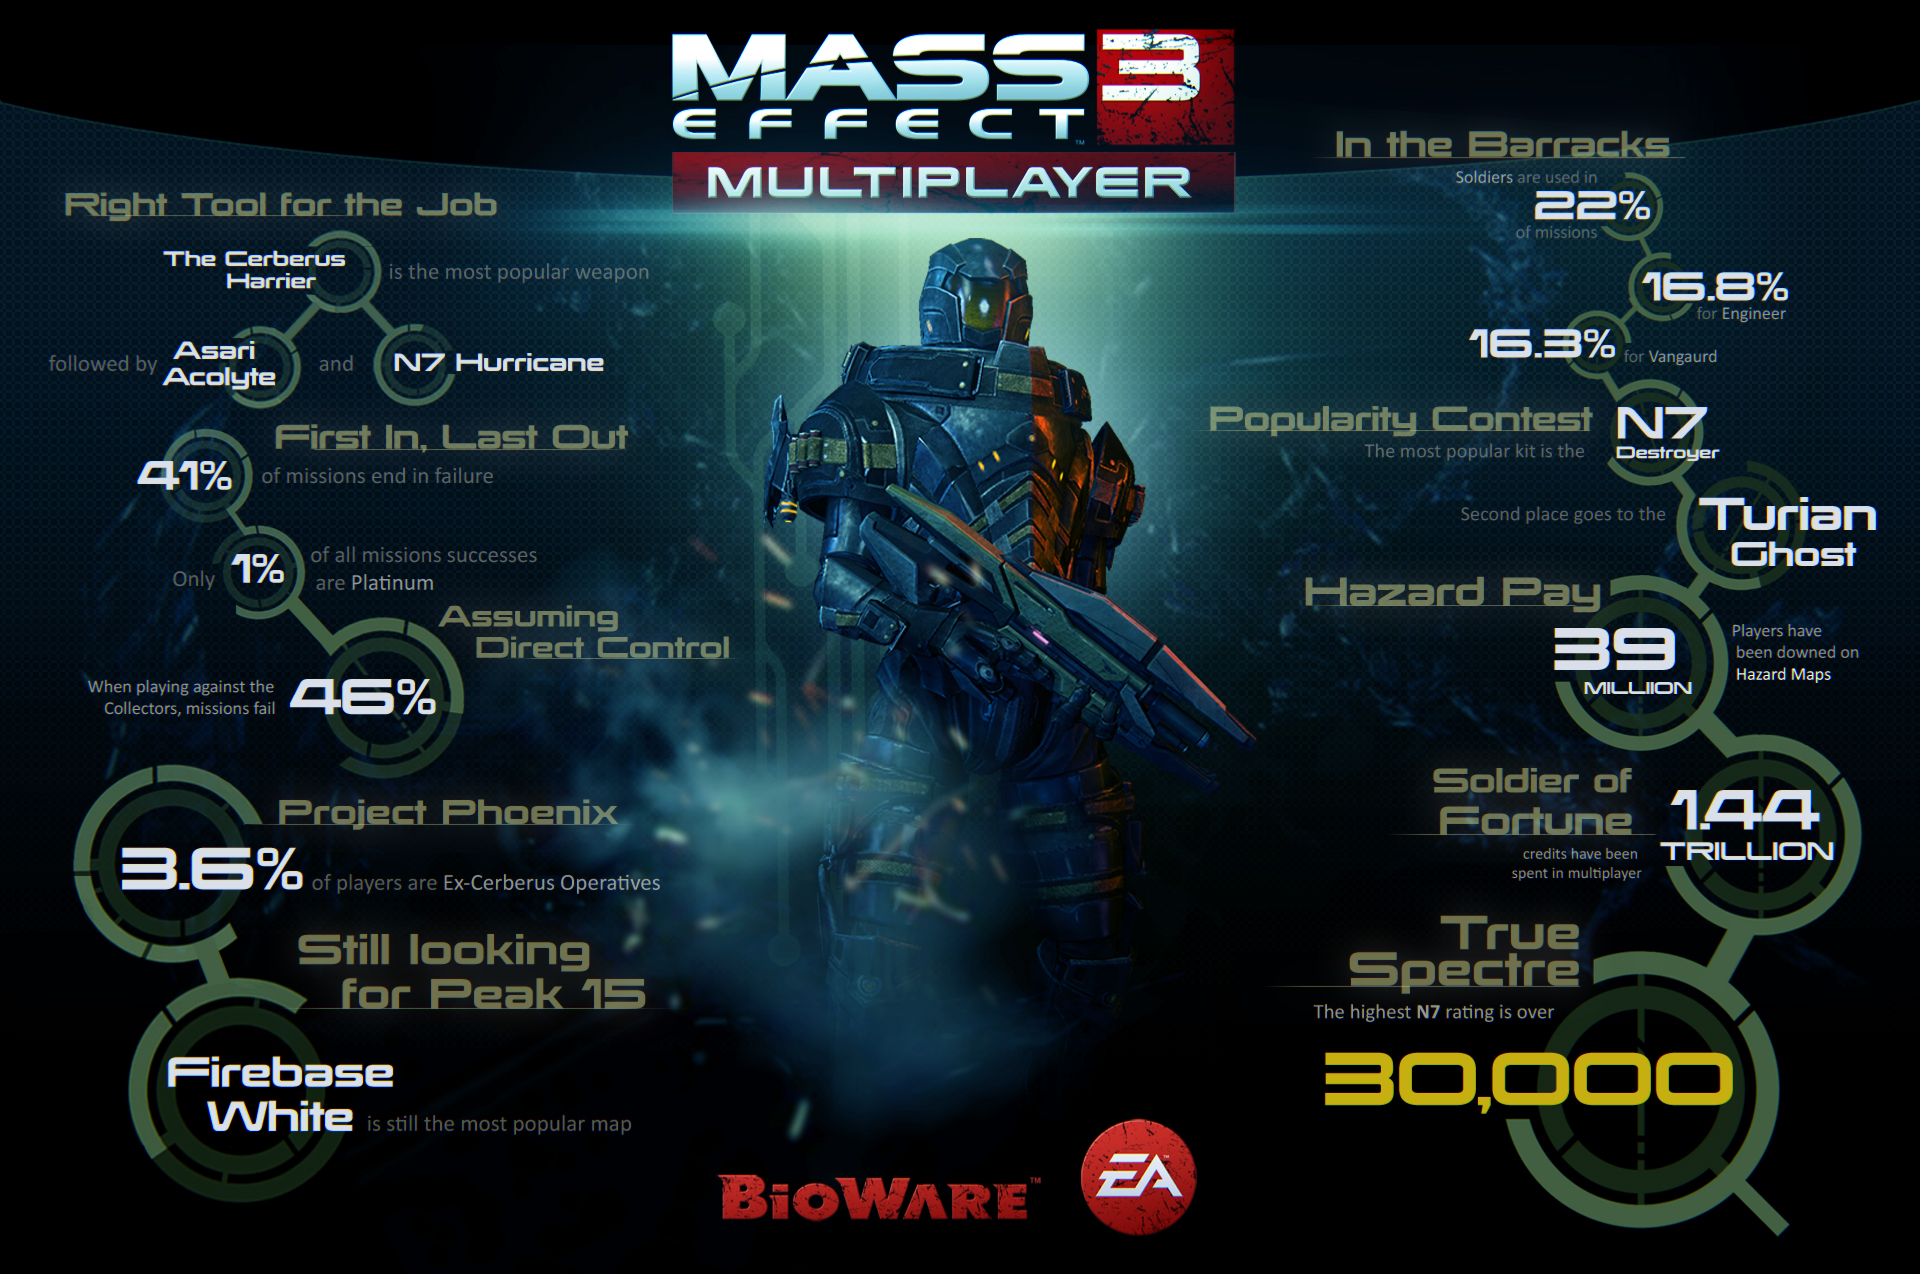 MASS
EFFECT™ 3
MULTIPLAYER
Right Tool for the Job
The Cerberus
Harrier
is the most popular weapon
followed by
Asari
Acolyte
and
N7 Hurricane
First In, Last Out
41%
of missions end in failure
Only
1%
of all missions successes
are Platinum
Assuming
Direct Control
When playing against the
Collectors, missions fail
46%
Project Phoenix
3.6%
of players are Ex-Cerberus Operatives
Still looking
for Peak 15
Firebase
White
is still the most popular map
In the Barracks
Soldiers are used in
22%
of missions
16.8%
for Engineer
16.3%
for Vangaurd
Popularity Contest
The most popular kit is the
N7
Destroyer
Second place goes to the
Turian
Ghost
Hazard Pay
39
MILLIION
Players have
been downed on
Hazard Maps
Soldier of
Fortune
credits have been
spent in multiplayer
1.44
TRILLION
True
Spectre
The highest N7 rating is over
30,000
BIOWARE™
EA™